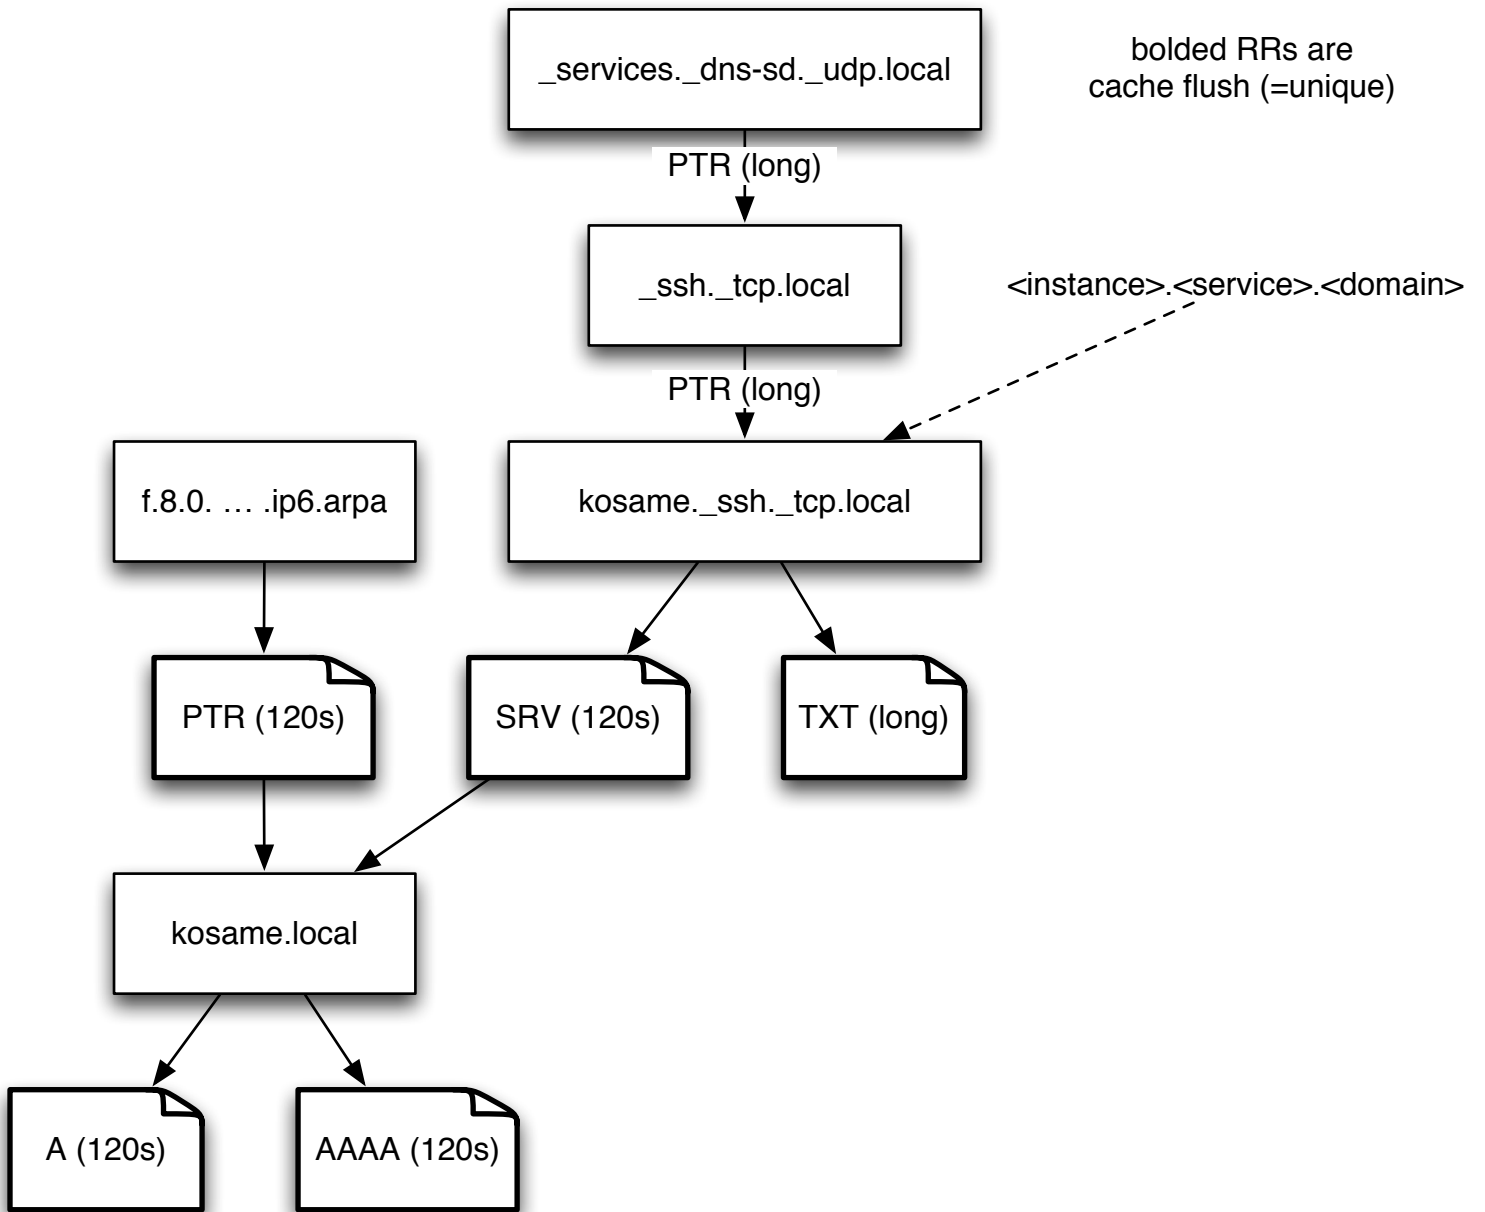 _services._dns-sd._udp.local
bolded RRs are
cache flush (=unique)
PTR (long)
_ssh._tcp.local
<instance>.<service>.<domain>
PTR (long)
f.8.0. … .ip6.arpa
kosame._ssh._tcp.local
PTR (120s)
SRV (120s)
TXT (long)
kosame.local
A (120s)
AAAA (120s)